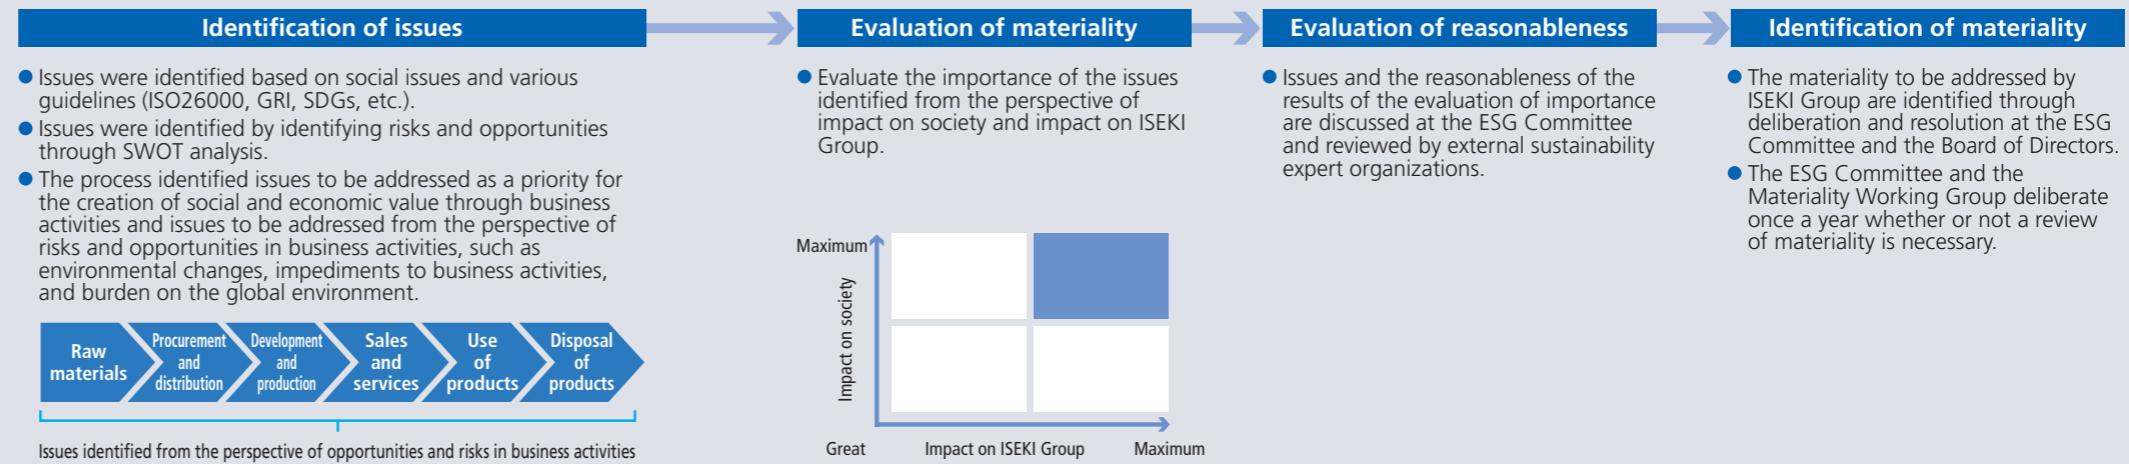 Identification of issues
● Issues were identified based on social issues and various
guidelines (ISO26000, GRI, SDGs, etc.).
● Issues were identified by identifying risks and opportunities
through SWOT analysis.
● The process identified issues to be addressed as a priority for
the creation of social and economic value through business
activities and issues to be addressed from the perspective of
risks and opportunities in business activities, such as
environmental changes, impediments to business activities,
and burden on the global environment.
Raw
materials
Procurement
and
distribution
Development
and
production
Sales
and
services
Use
of
products
Disposal
of
products
Issues identified from the perspective of opportunities and risks in business activities
Evaluation of materiality
● Evaluate the importance of the issues
identified from the perspective of
impact on society and impact on ISEKI
Group.
Maximum
Impact on society
Great
Impact on ISEKI Group
Maximum
Evaluation of reasonableness
● Issues and the reasonableness of the
results of the evaluation of importance
are discussed at the ESG Committee
and reviewed by external sustainability
expert organizations.
Identification of materiality
● The materiality to be addressed by
ISEKI Group are identified through
deliberation and resolution at the ESG
Committee and the Board of Directors.
● The ESG Committee and the
Materiality Working Group deliberate
once a year whether or not a review
of materiality is necessary.